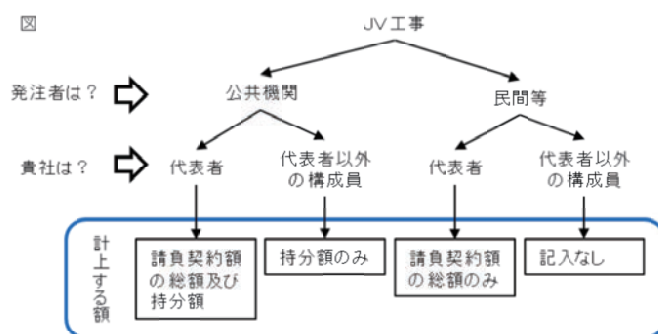 図
JV工事
発注者は？
公共機関
民間等
貴社は？
代表者
代表者以外
の構成員
代表者
代表者以外
の構成員
計上する額
請負契約額
の総額及び
持分額
持分額のみ
請負契約額
の総額のみ
記入なし